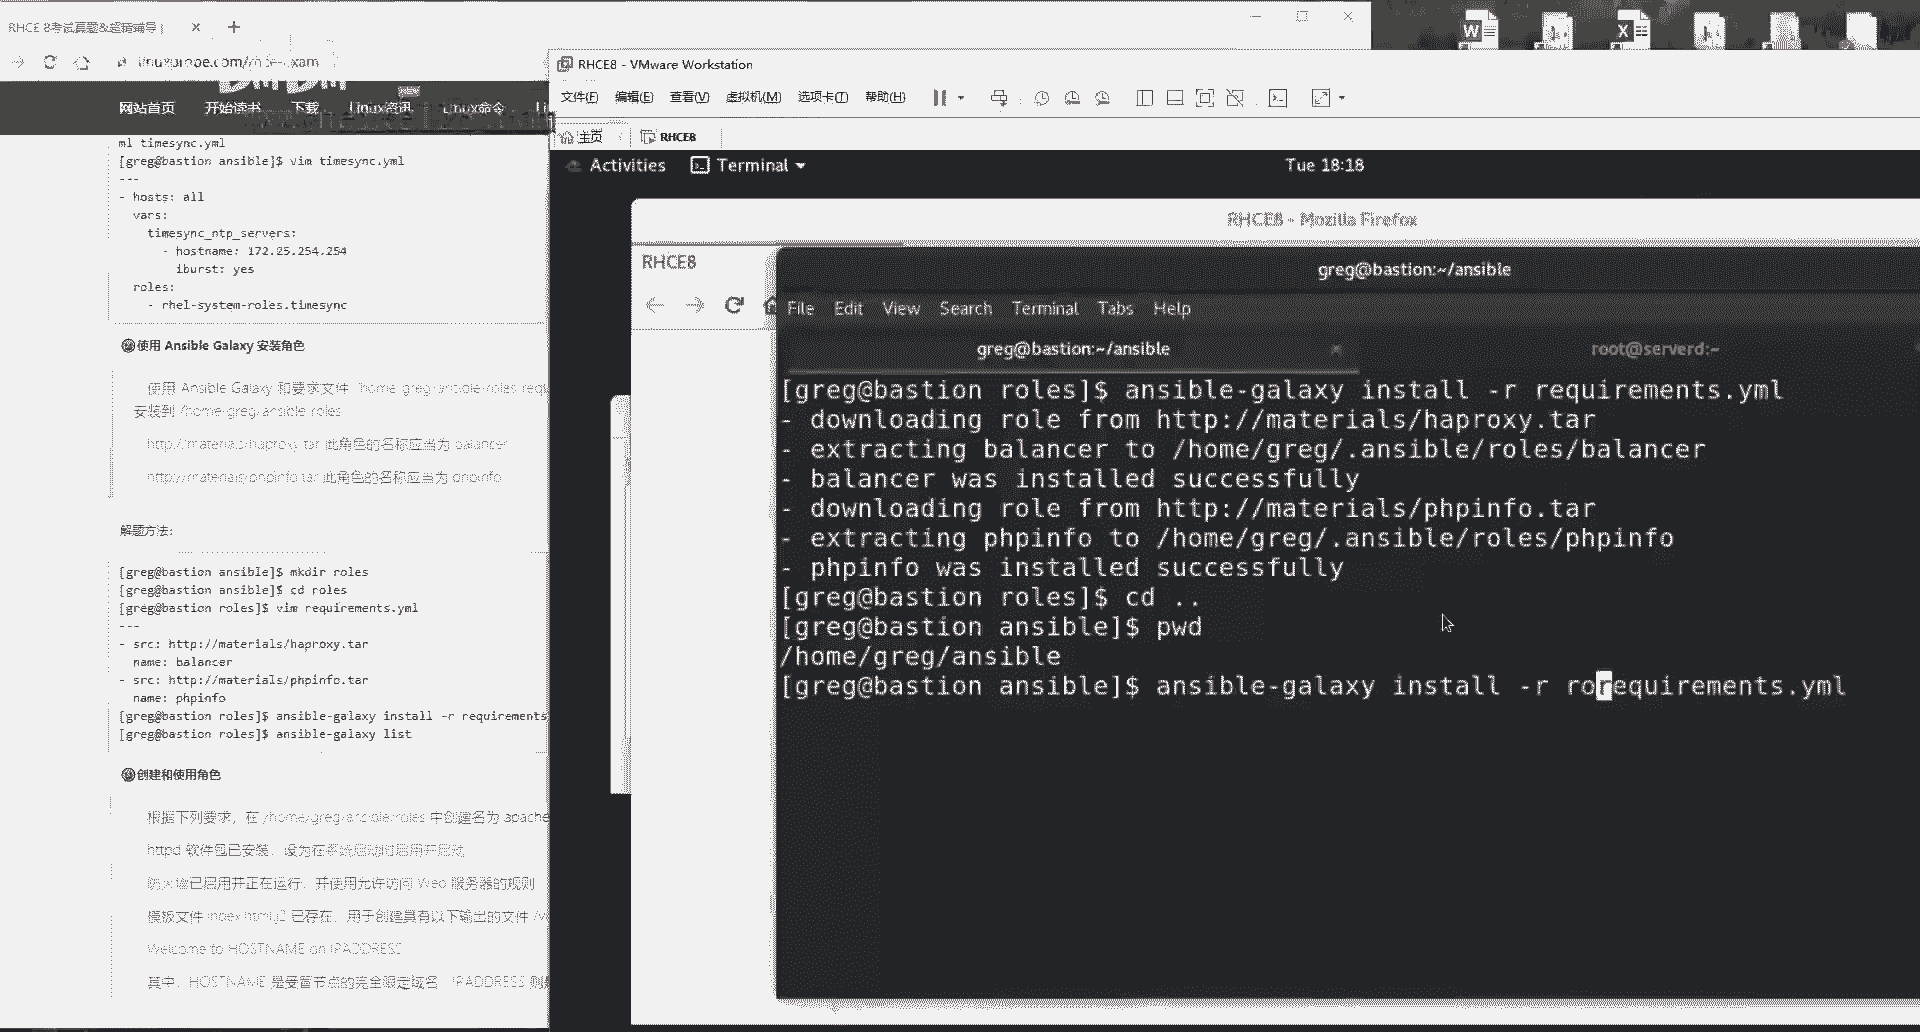 RHCE 8考试真题&超精辅导
网站首页 开始读书 下载 Linux资讯 Linux命令
ml timesync.yml
[greg@bastion ansible]$ vim timesync.yml
---
- hosts: all
vars:
timesync_ntp_servers:
- hostname: 172.25.254.254
iburst: yes
roles:
- rhel-system-roles.timesync
使用 Ansible Galaxy 安装角色
使用 Ansible Galaxy 和要求文件
安装到 /home/greg/ansible/roles
http://materials/haproxy.tar 此角色的名称应当为 balancer
http://materials/phpinfo.tar 此角色的名称应当为 phpinfo
解题方法:
[greg@bastion ansible]$ mkdir roles
[greg@bastion ansible]$ cd roles
[greg@bastion roles]$ vim requirements.yml
---
- src: http://materials/haproxy.tar
name: balancer
- src: http://materials/phpinfo.tar
name: phpinfo
[greg@bastion roles]$ ansible-galaxy install -r requirements
[greg@bastion roles]$ ansible-galaxy list
创建和使用角色
根据下列要求，在 /home/greg/ansible/roles 中创建名为 apache
httpd 软件包已安装，设为在系统启动时启用并启动
防火墙已启用并正在运行，并使用允许访问 Web 服务器的规则
模板文件 index.html.j2 已存在，用于创建具有以下输出的文件
Welcome to HOSTNAME on IPADDRESS
其中，HOSTNAME 是受管节点的完全限定域名，IPADDRESS 则是
RHCE8 - VMware Workstation
文件(F) 编辑(E) 查看(V) 虚拟机(M) 选项卡(T) 帮助(H)
主页 RHCE8
Activities Terminal Tue 18:18
RHCE8 - Mozilla Firefox
RHCE8
greg@bastion:~/ansible
File Edit View Search Terminal Tabs Help
greg@bastion:~/ansible root@serverd:~
[greg@bastion roles]$ ansible-galaxy install -r requirements.yml
- downloading role from http://materials/haproxy.tar
- extracting balancer to /home/greg/.ansible/roles/balancer
- balancer was installed successfully
- downloading role from http://materials/phpinfo.tar
- extracting phpinfo to /home/greg/.ansible/roles/phpinfo
- phpinfo was installed successfully
[greg@bastion roles]$ cd ..
[greg@bastion ansible]$ pwd
/home/greg/ansible
[greg@bastion ansible]$ ansible-galaxy install -r rorequirements.yml